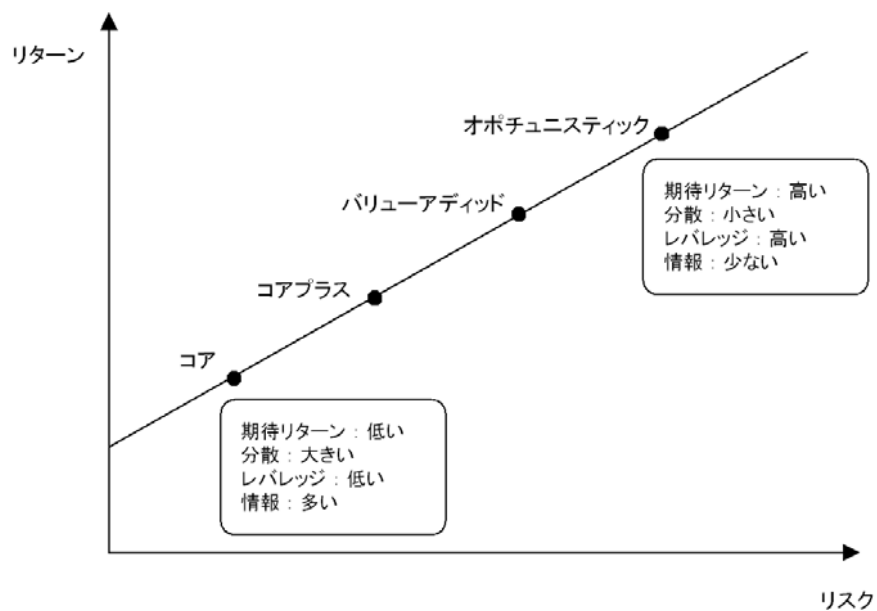 リターン
オポチュニスティック
期待リターン：高い
分散：小さい
レバレッジ：高い
情報：少ない
バリューアディッド
コアプラス
コア
期待リターン：低い
分散：大きい
レバレッジ：低い
情報：多い
リスク